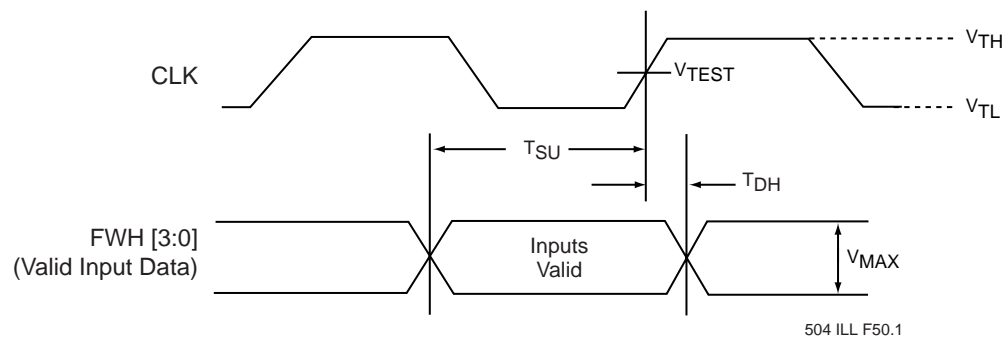 VTH
CLK
VTEST
VTL
TSU
TDH
FWH [3:0]
(Valid Input Data)
Inputs
Valid
VMAX
504 ILL F50.1